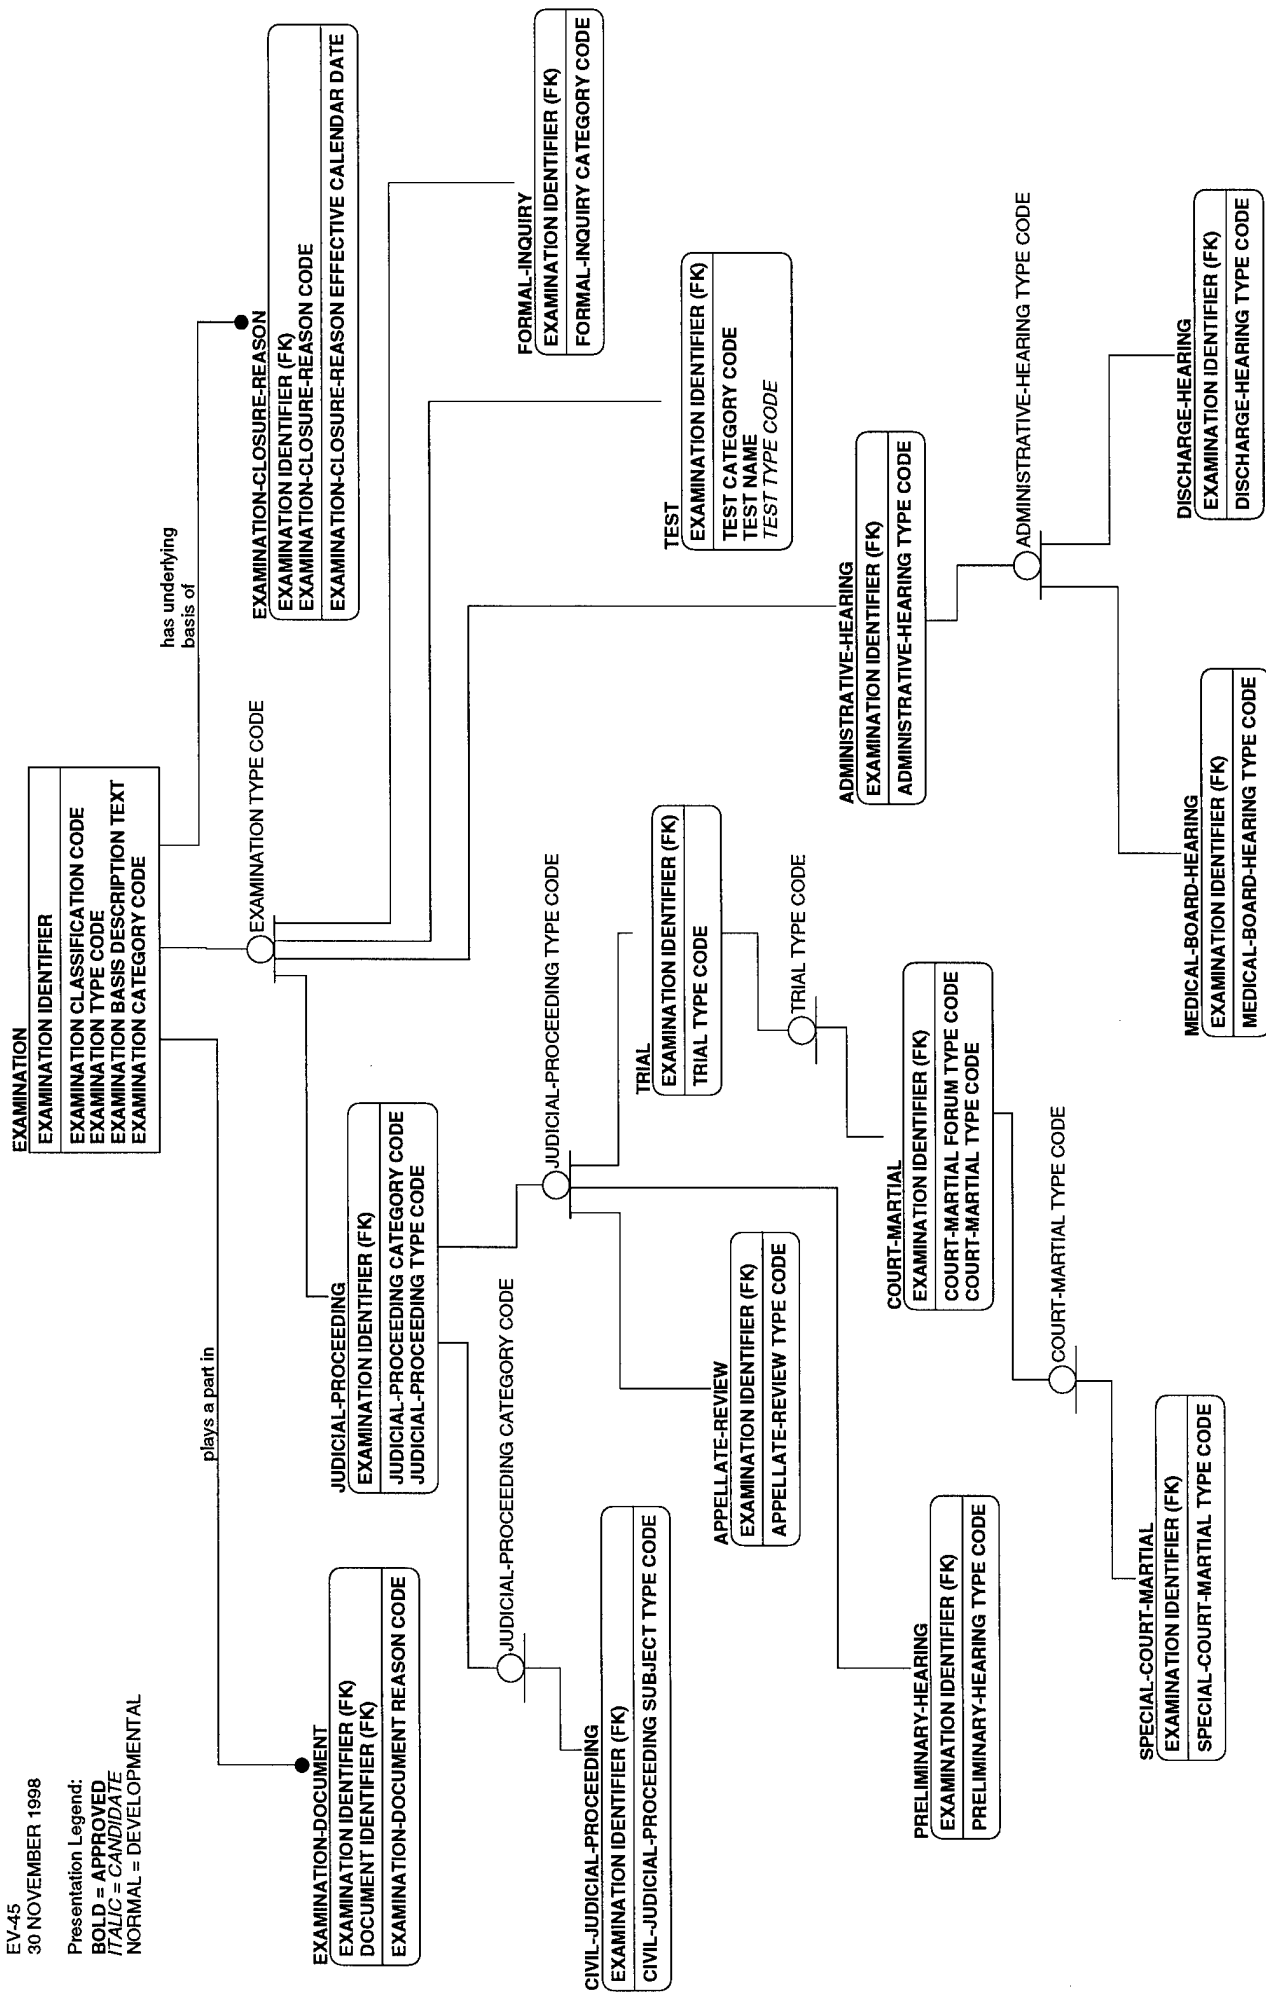 EV-45
30 NOVEMBER 1998
Presentation Legend:
BOLD = APPROVED
ITALIC = CANDIDATE
NORMAL = DEVELOPMENTAL
EXAMINATION
EXAMINATION IDENTIFIER
EXAMINATION CLASSIFICATION CODE
EXAMINATION TYPE CODE
EXAMINATION BASIS DESCRIPTION TEXT
EXAMINATION CATEGORY CODE
plays a part in
has underlying
basis of
EXAMINATION TYPE CODE
EXAMINATION-DOCUMENT
EXAMINATION IDENTIFIER (FK)
DOCUMENT IDENTIFIER (FK)
EXAMINATION-DOCUMENT REASON CODE
JUDICIAL-PROCEEDING
EXAMINATION IDENTIFIER (FK)
JUDICIAL-PROCEEDING CATEGORY CODE
JUDICIAL-PROCEEDING TYPE CODE
EXAMINATION-CLOSURE-REASON
EXAMINATION IDENTIFIER (FK)
EXAMINATION-CLOSURE-REASON CODE
EXAMINATION-CLOSURE-REASON EFFECTIVE CALENDAR DATE
JUDICIAL-PROCEEDING CATEGORY CODE
JUDICIAL-PROCEEDING TYPE CODE
FORMAL-INQUIRY
EXAMINATION IDENTIFIER (FK)
FORMAL-INQUIRY CATEGORY CODE
CIVIL-JUDICIAL-PROCEEDING
EXAMINATION IDENTIFIER (FK)
CIVIL-JUDICIAL-PROCEEDING SUBJECT TYPE CODE
TRIAL
EXAMINATION IDENTIFIER (FK)
TRIAL TYPE CODE
TEST
EXAMINATION IDENTIFIER (FK)
TEST CATEGORY CODE
TEST NAME
TEST TYPE CODE
APPELLATE-REVIEW
EXAMINATION IDENTIFIER (FK)
APPELLATE-REVIEW TYPE CODE
TRIAL TYPE CODE
ADMINISTRATIVE-HEARING
EXAMINATION IDENTIFIER (FK)
ADMINISTRATIVE-HEARING TYPE CODE
PRELIMINARY-HEARING
EXAMINATION IDENTIFIER (FK)
PRELIMINARY-HEARING TYPE CODE
COURT-MARTIAL
EXAMINATION IDENTIFIER (FK)
COURT-MARTIAL FORUM TYPE CODE
COURT-MARTIAL TYPE CODE
ADMINISTRATIVE-HEARING TYPE CODE
COURT-MARTIAL TYPE CODE
SPECIAL-COURT-MARTIAL
EXAMINATION IDENTIFIER (FK)
SPECIAL-COURT-MARTIAL TYPE CODE
MEDICAL-BOARD-HEARING
EXAMINATION IDENTIFIER (FK)
MEDICAL-BOARD-HEARING TYPE CODE
DISCHARGE-HEARING
EXAMINATION IDENTIFIER (FK)
DISCHARGE-HEARING TYPE CODE